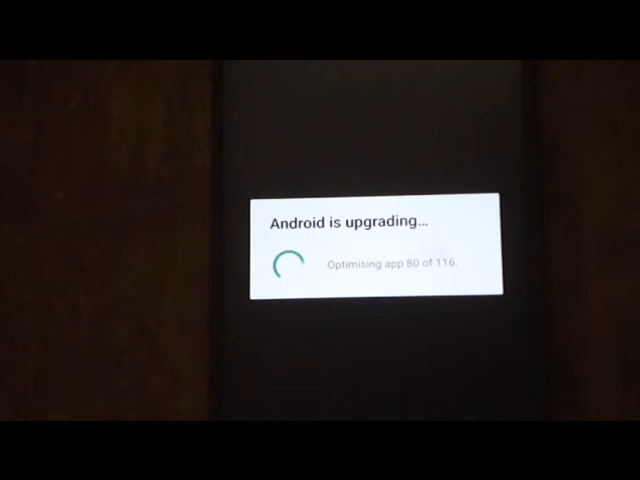 Android is upgrading...
Optimising app 80 of 116.